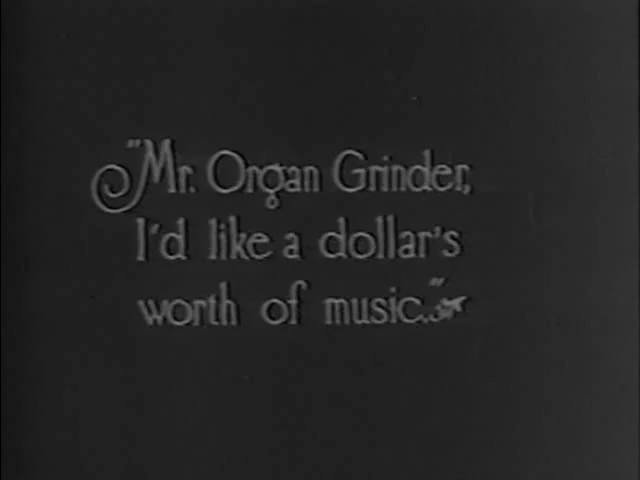 "Mr. Organ Grinder,
I'd like a dollar's
worth of music."